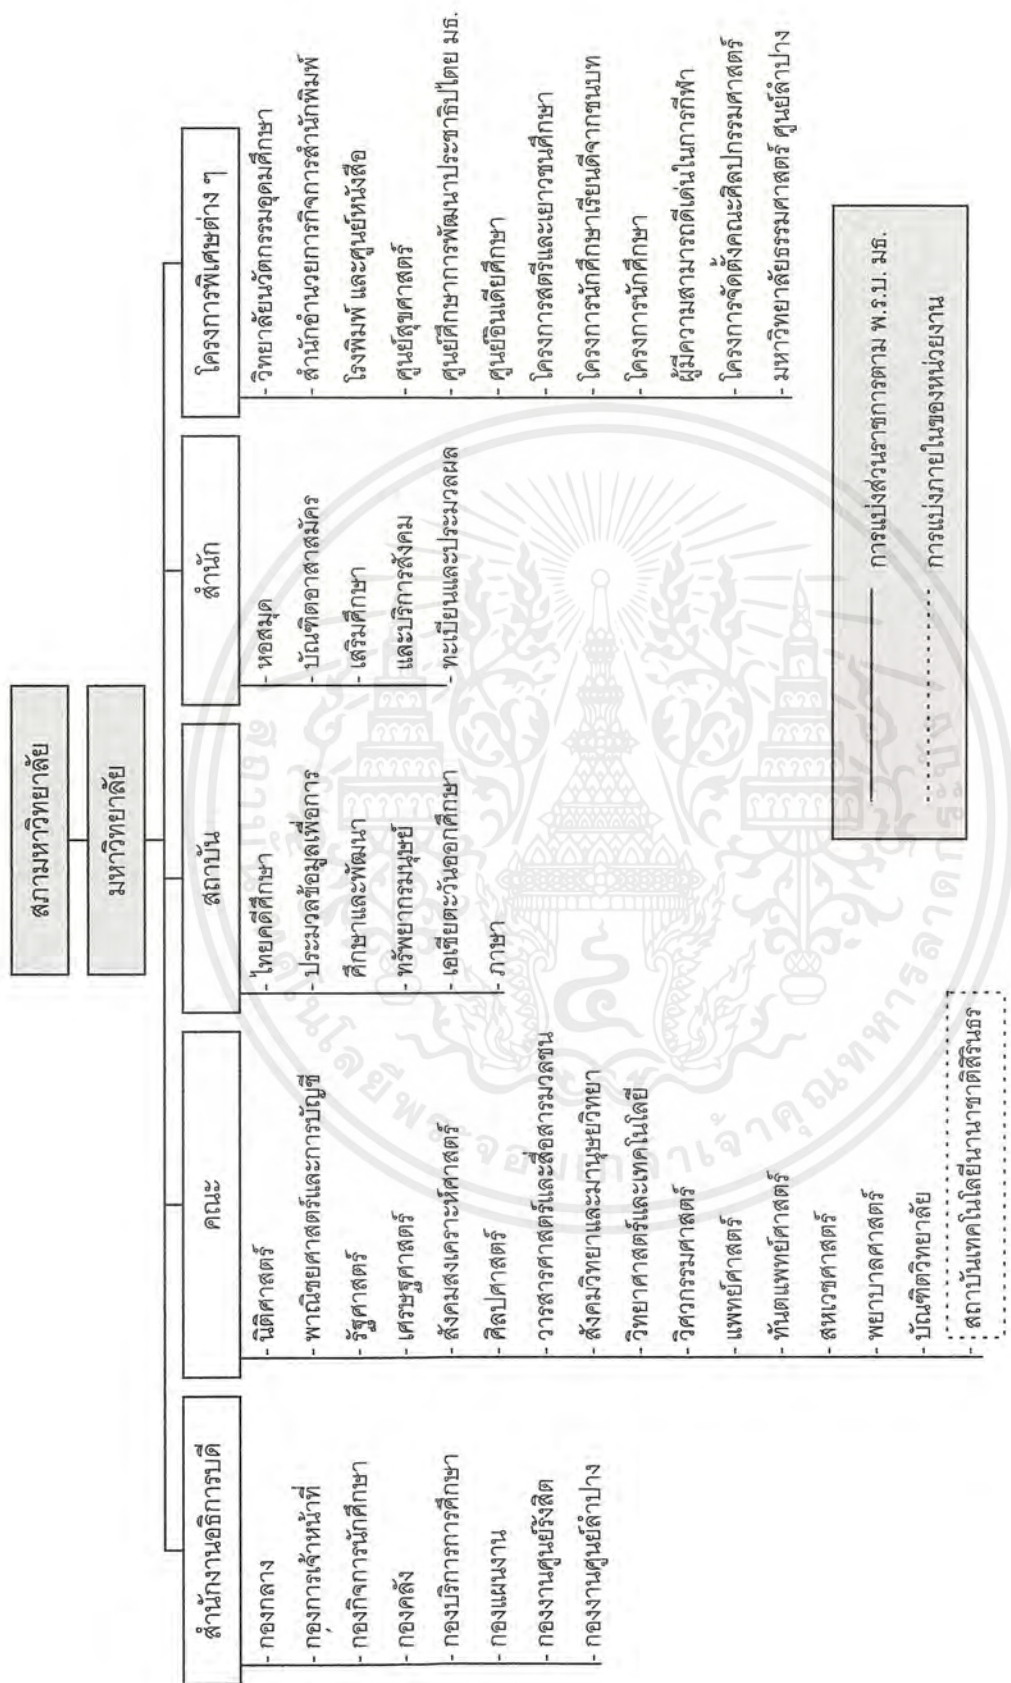 สภามหาวิทยาลัย
มหาวิทยาลัย
สำนักงานอธิการบดี
- กองกลาง
- กองการเจ้าหน้าที่
- กองกิจการนักศึกษา
- กองคลัง
- กองบริการการศึกษา
- กองแผนงาน
- กองงานศูนย์รังสิต
- กองงานศูนย์ลำปาง
คณะ
- นิติศาสตร์
- พาณิชยศาสตร์และการบัญชี
- รัฐศาสตร์
- เศรษฐศาสตร์
- สังคมสงเคราะห์ศาสตร์
- ศิลปศาสตร์
- วารสารศาสตร์และสื่อสารมวลชน
- สังคมวิทยาและมานุษยวิทยา
- วิทยาศาสตร์และเทคโนโลยี
- วิศวกรรมศาสตร์
- แพทย์ศาสตร์
- ทันตแพทย์ศาสตร์
- สหเวชศาสตร์
- พยาบาลศาสตร์
- บัณฑิตวิทยาลัย
- สถาบันเทคโนโลยีนานาชาติสิรินธร
สถาบัน
- ไทยคดีศึกษา
- ประมวลข้อมูลเพื่อการ
ศึกษาและพัฒนา
- ทรัพยากรมนุษย์
- เอเชียตะวันออกศึกษา
- ภาษา
สำนัก
- หอสมุด
- บัณฑิตอาสาสมัคร
- เสริมศึกษา
และบริการสังคม
- ทะเบียนและประมวลผล
โครงการพิเศษต่าง ๆ
- วิทยาลัยนวัตกรรมอุดมศึกษา
- สำนักอำนวยการกิจการสำนักพิมพ์
โรงพิมพ์ และศูนย์หนังสือ
- ศูนย์สุขศาสตร์
- ศูนย์ศึกษาการพัฒนาประชาธิปไตย มธ.
- ศูนย์อินเดียศึกษา
- โครงการสตรีและเยาวชนศึกษา
- โครงการนักศึกษาเรียนดีจากชนบท
- โครงการนักศึกษา
ผู้มีความสามารถดีเด่นในการกีฬา
- โครงการจัดตั้งคณะศิลปกรรมศาสตร์
- มหาวิทยาลัยธรรมศาสตร์ ศูนย์ลำปาง
การแบ่งส่วนราชการตาม พ.ร.บ. มธ.
การแบ่งภายในของหน่วยงาน